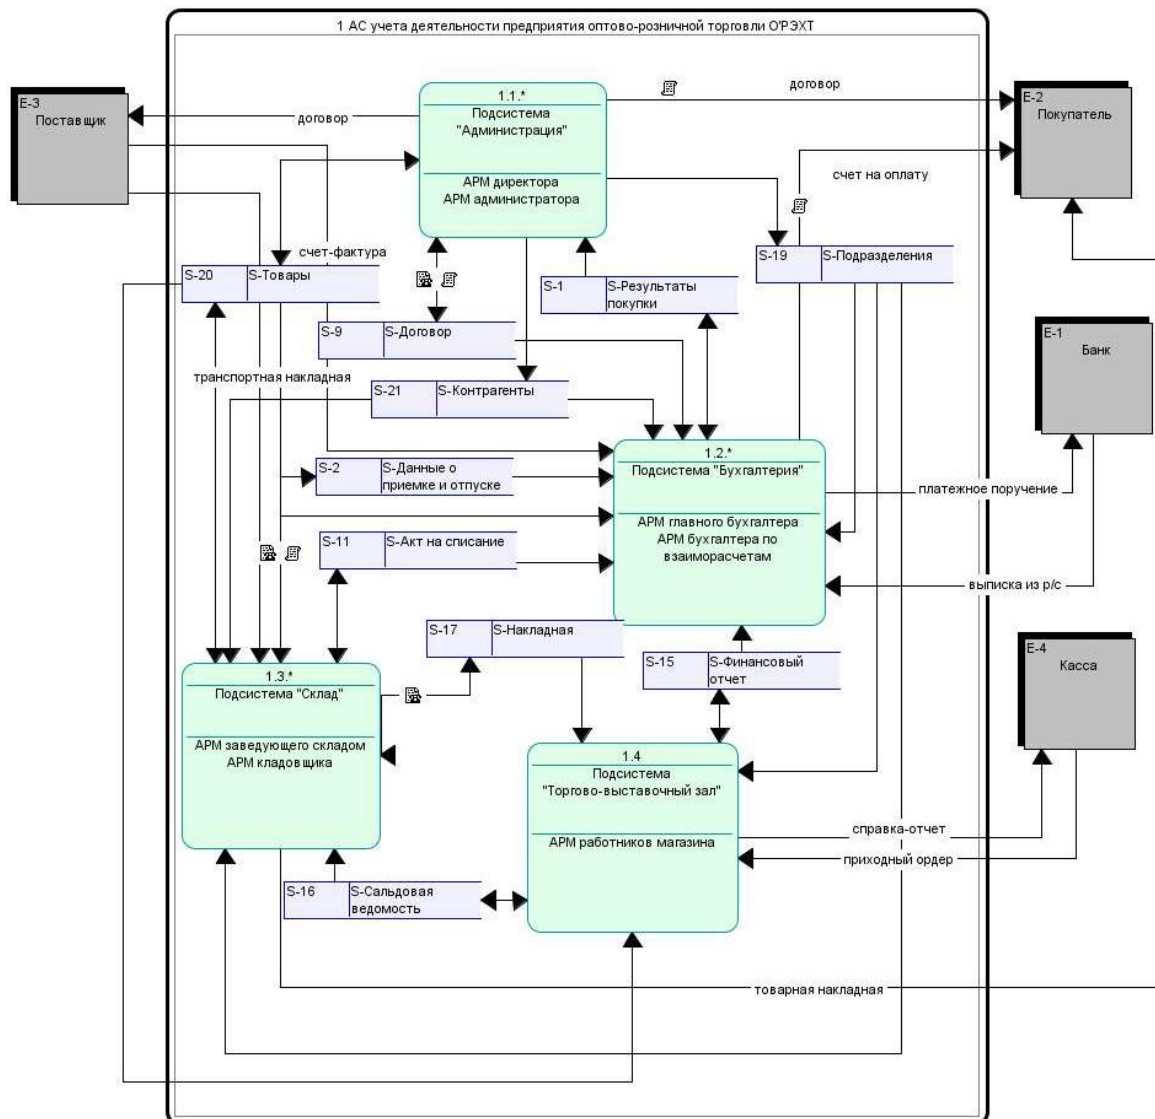 1 АС учета деятельности предприятия оптово-розничной торговли О'РЭХТ
E-3
Поставщик
договор
1.1.*
Подсистема
"Администрация"
АРМ директора
АРМ администратора
договор
E-2
Покупатель
счет на оплату
счет-фактура
S-20
S-Товары
S-1
S-Результаты
покупки
S-19
S-Подразделения
S-9
S-Договор
E-1
Банк
транспортная накладная
S-21
S-Контрагенты
1.2.*
Подсистема "Бухгалтерия"
АРМ главного бухгалтера
АРМ бухгалтера по
взаиморасчетам
S-2
S-Данные о
приемке и отпуске
платежное поручение
S-11
S-Акт на списание
выписка из р/с
S-17
S-Накладная
S-15
S-Финансовый
отчет
E-4
Касса
1.3.*
Подсистема "Склад"
АРМ заведующего складом
АРМ кладовщика
1.4
Подсистема
"Торгово-выставочный зал"
АРМ работников магазина
справка-отчет
приходный ордер
S-16
S-Сальдовая
ведомость
товарная накладная